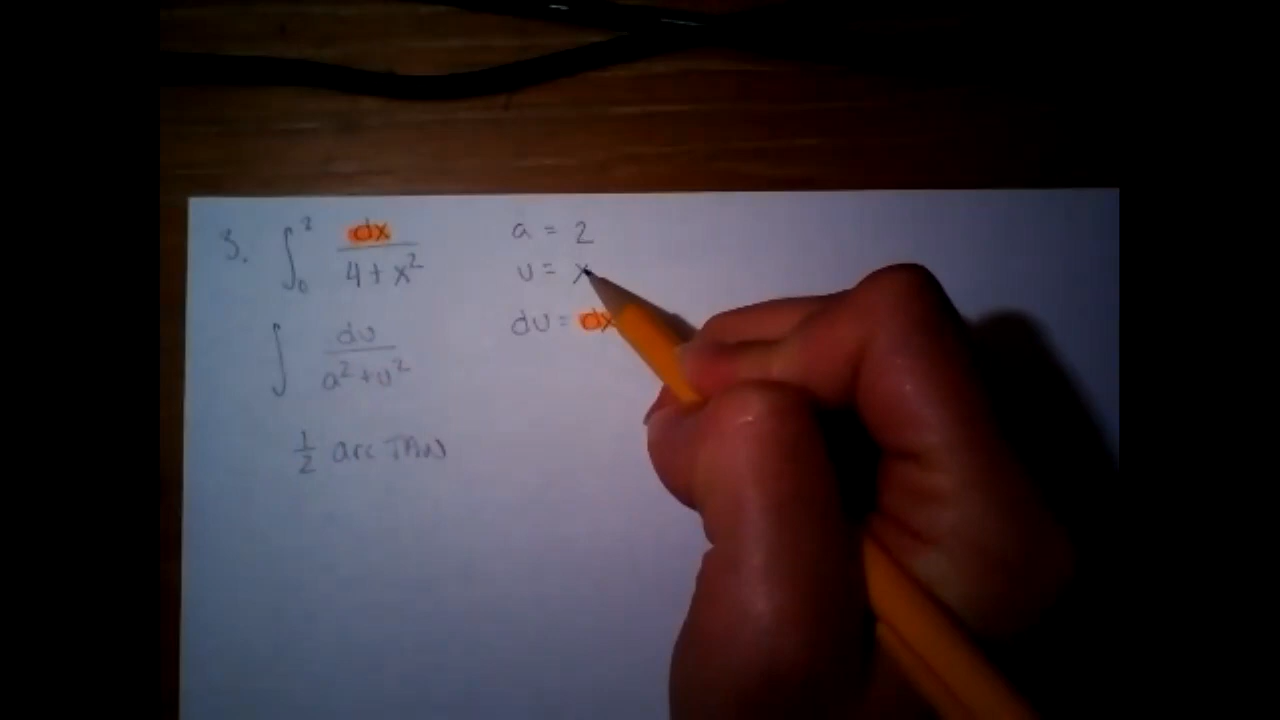 3. ∫₀² dx / 4 + x²
a = 2
u = x
du = dx
∫ du / a² + u²
1/2 arc TAN